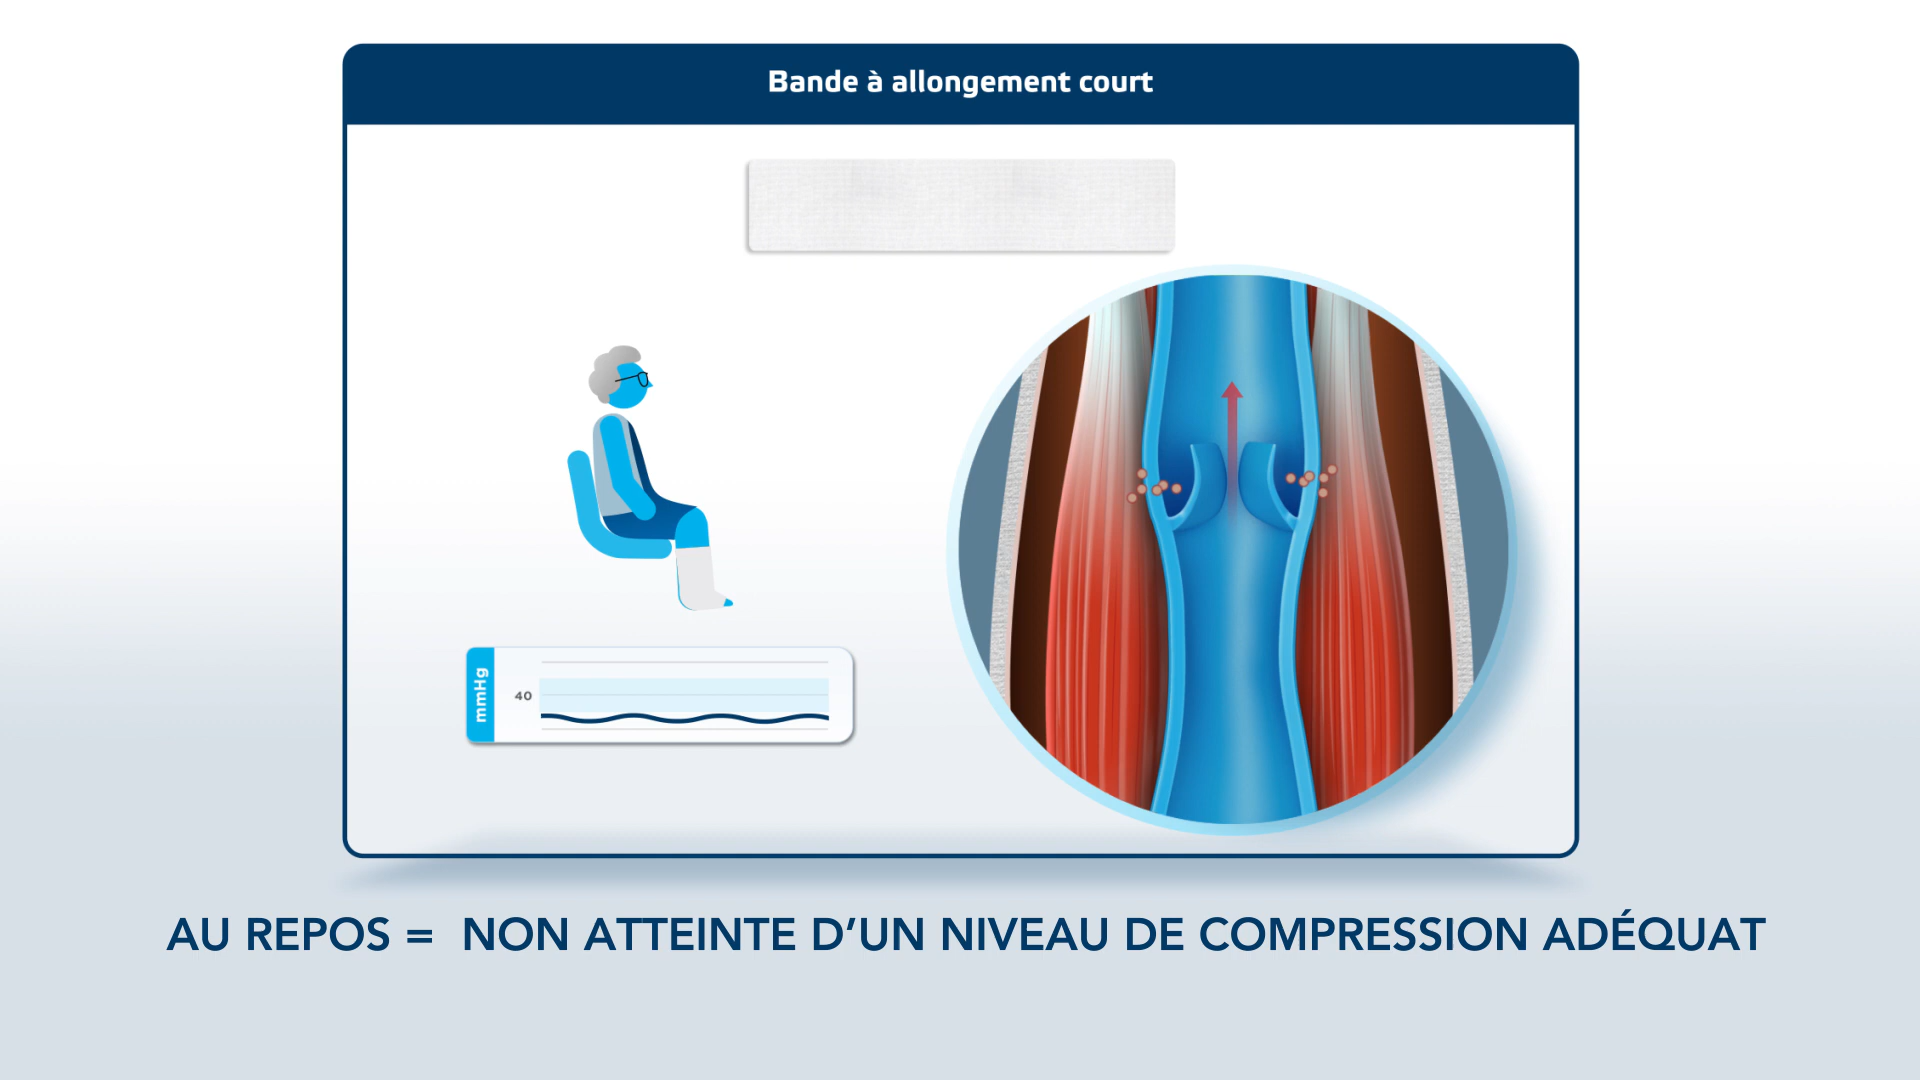 Bande à allongement court
mmHg
40
AU REPOS = NON ATTEINTE D’UN NIVEAU DE COMPRESSION ADÉQUAT